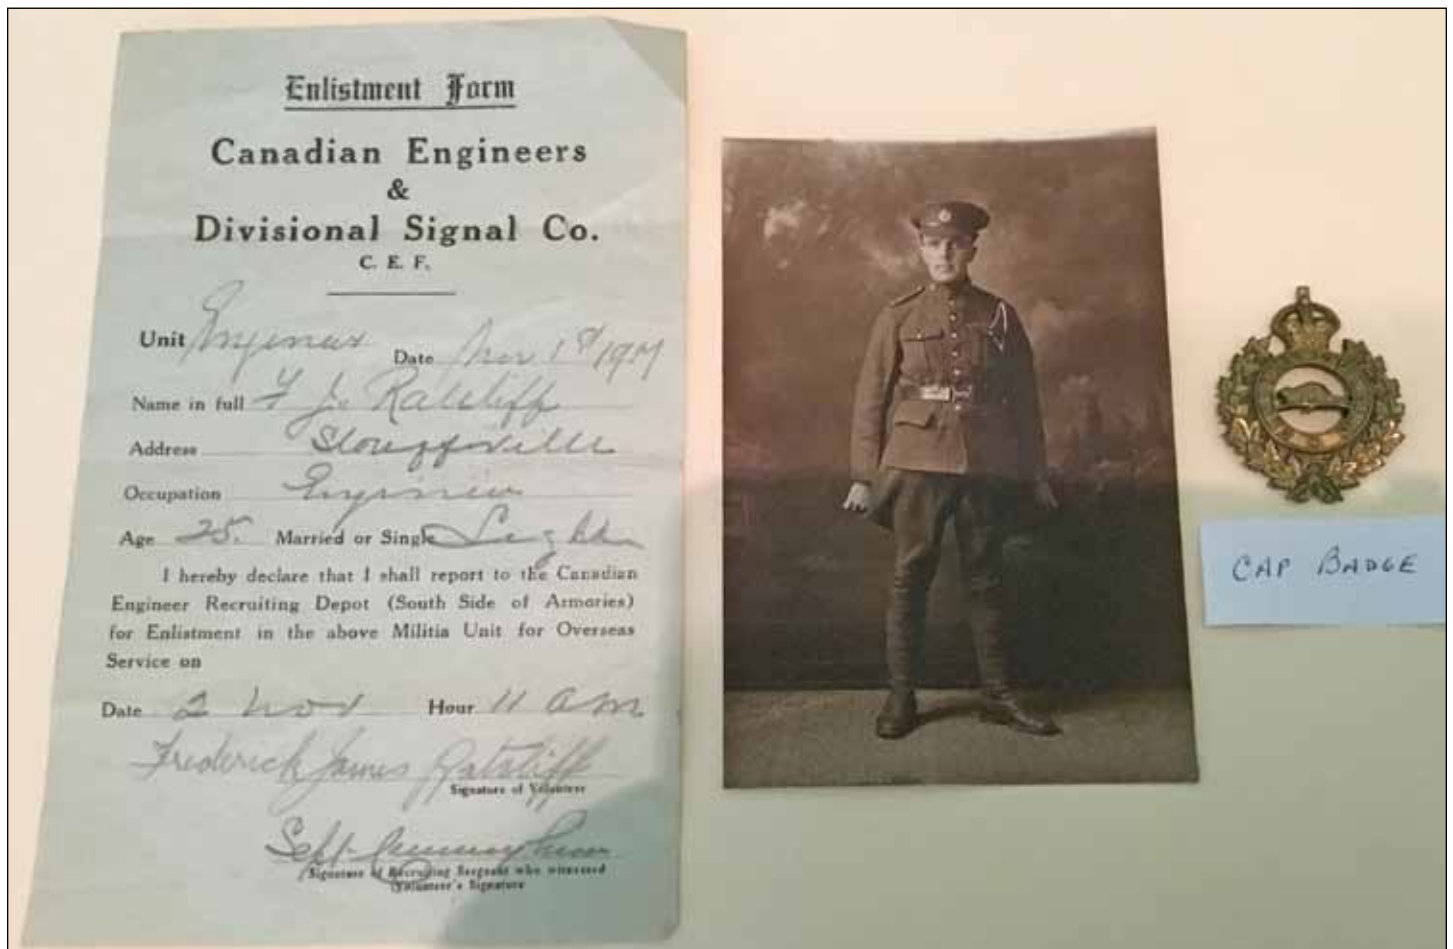 Enlistment Form
Canadian Engineers
&
Divisional Signal Co.
C. E. F.
Unit Engineers Date Nov 1st 1917
Name in full F J. Ratcliff
Address Stouffville
Occupation Engineer
Age 25. Married or Single Single
I hereby declare that I shall report to the Canadian
Engineer Recruiting Depot (South Side of Armories)
for Enlistment in the above Militia Unit for Overseas
Service on
Date 2 Nov Hour 11 am
Frederick James Ratcliff
Signature of Volunteer
Signature of Recruiting Sergeant who witnessed
Volunteer's Signature
CAP BADGE